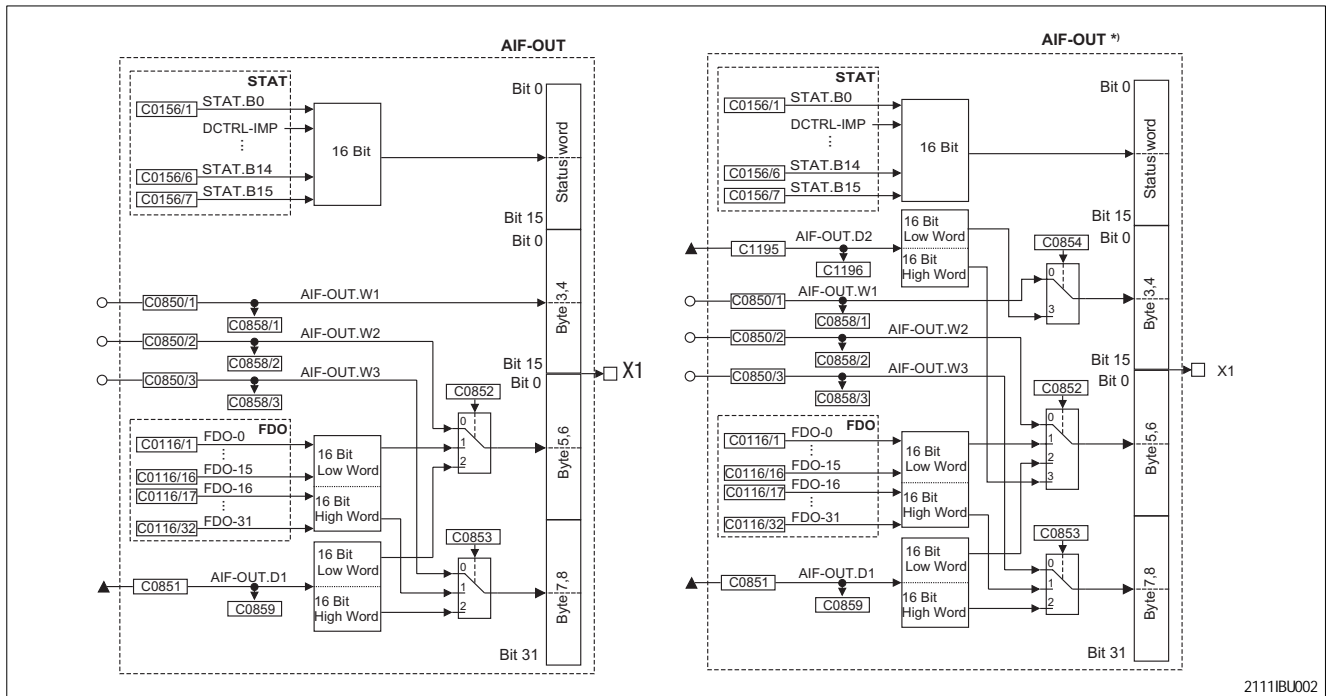 AIF-OUT
STAT
C0156/1
STAT.B0
DCTRL-IMP
⋮
C0156/6
STAT.B14
C0156/7
STAT.B15
16 Bit
Bit 0
Status word
Bit 15
Bit 0
C0850/1
AIF-OUT.W1
C0858/1
Byte 3,4
C0850/2
AIF-OUT.W2
C0858/2
Bit 15
Bit 0
X1
C0850/3
AIF-OUT.W3
C0858/3
C0852
0
1
2
Byte 5,6
FDO
C0116/1
FDO-0
⋮
C0116/16
FDO-15
C0116/17
FDO-16
⋮
C0116/32
FDO-31
16 Bit
Low Word
16 Bit
High Word
C0853
0
1
2
Byte 7,8
C0851
AIF-OUT.D1
C0859
16 Bit
Low Word
16 Bit
High Word
Bit 31
AIF-OUT *)
STAT
C0156/1
STAT.B0
DCTRL-IMP
⋮
C0156/6
STAT.B14
C0156/7
STAT.B15
16 Bit
Bit 0
Status word
Bit 15
Bit 0
C1195
AIF-OUT.D2
C1196
16 Bit
Low Word
16 Bit
High Word
C0854
0
3
Byte 3,4
C0850/1
AIF-OUT.W1
C0858/1
C0850/2
AIF-OUT.W2
C0858/2
Bit 15
Bit 0
X1
C0850/3
AIF-OUT.W3
C0858/3
C0852
0
1
2
3
Byte 5,6
FDO
C0116/1
FDO-0
⋮
C0116/16
FDO-15
C0116/17
FDO-16
⋮
C0116/32
FDO-31
16 Bit
Low Word
16 Bit
High Word
C0853
0
1
2
Byte 7,8
C0851
AIF-OUT.D1
C0859
16 Bit
Low Word
16 Bit
High Word
Bit 31
2111IBU002